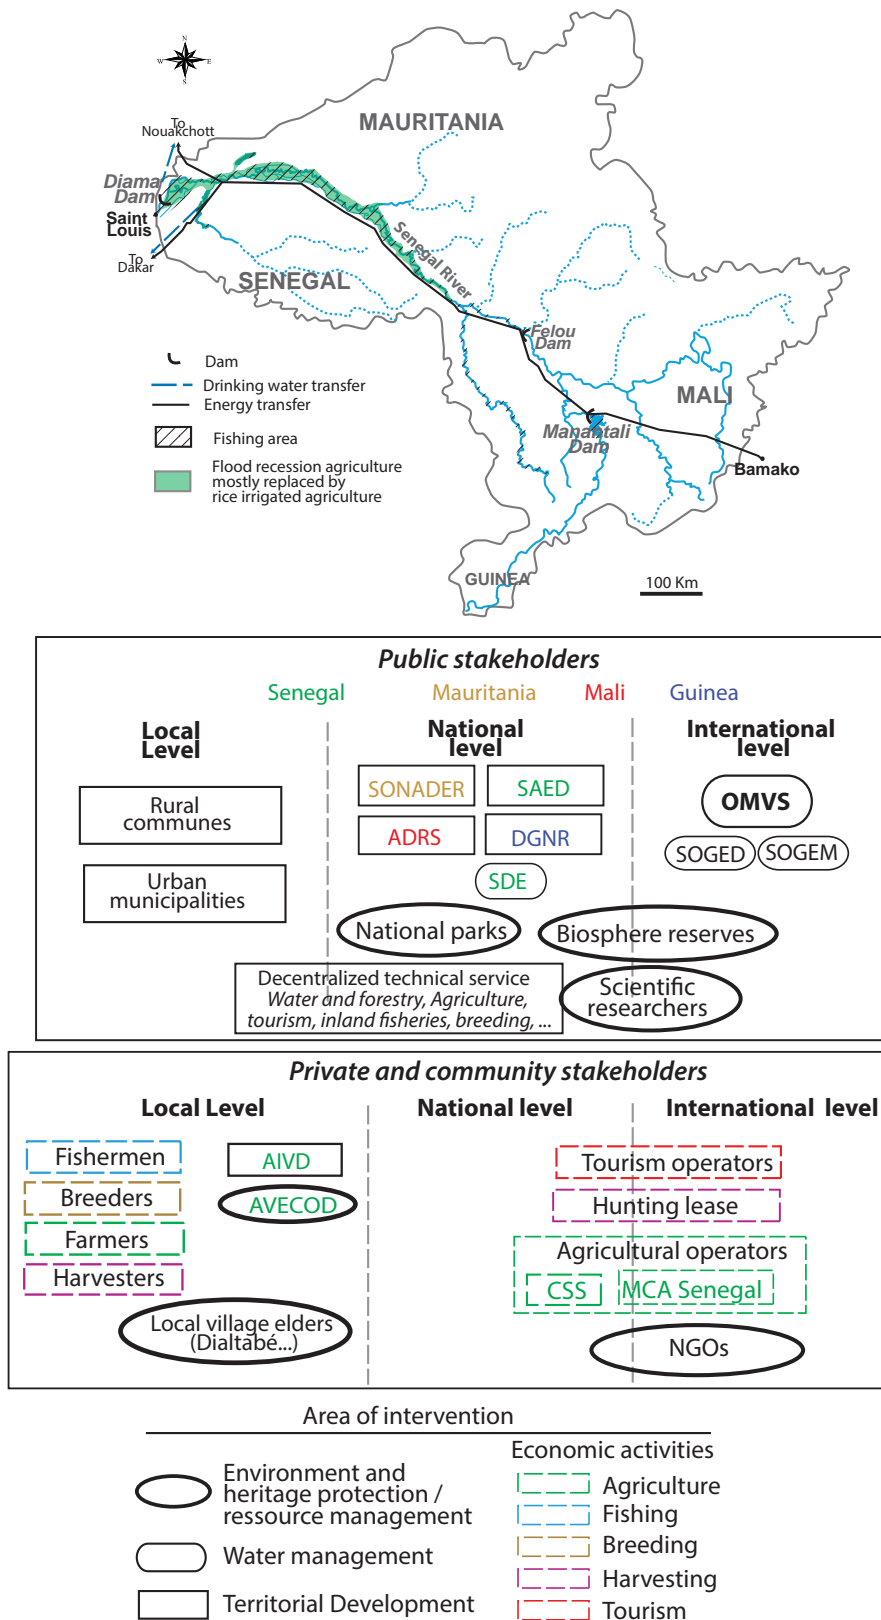 N
W
E
S
To
Nouakchott
MAURITANIA
Diama
Dam
Saint
Louis
To
Dakar
SENEGAL
Senegal River
Felou
Dam
MALI
Manantali
Dam
Bamako
GUINEA
100 Km
Dam
Drinking water transfer
Energy transfer
Fishing area
Flood recession agriculture
mostly replaced by
rice irrigated agriculture
Public stakeholders
Senegal Mauritania Mali Guinea
Local
Level
National
level
International
level
Rural
communes
Urban
municipalities
SONADER
SAED
ADRS
DGNR
SDE
OMVS
SOGED
SOGEM
National parks
Biosphere reserves
Decentralized technical service
Water and forestry, Agriculture,
tourism, inland fisheries, breeding, ...
Scientific
researchers
Private and community stakeholders
Local Level
National level
International level
Fishermen
Breeders
Farmers
Harvesters
AIVD
AVECOD
Local village elders
(Dialtabé...)
Tourism operators
Hunting lease
Agricultural operators
CSS
MCA Senegal
NGOs
Area of intervention
Environment and
heritage protection /
ressource management
Water management
Territorial Development
Economic activities
Agriculture
Fishing
Breeding
Harvesting
Tourism